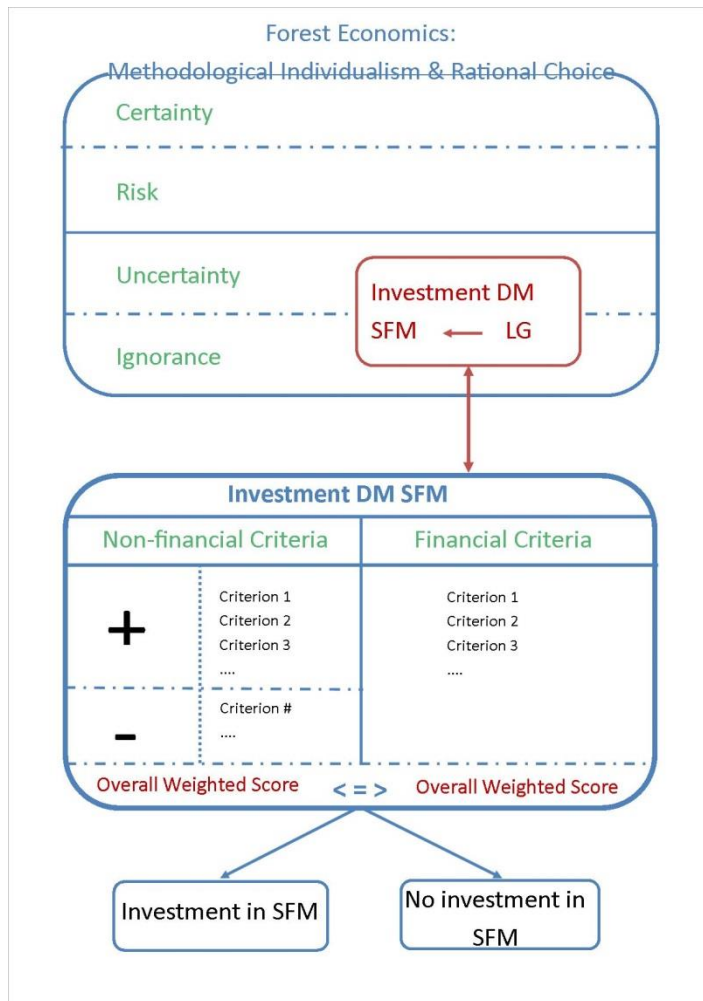 Forest Economics:
Methodological Individualism & Rational Choice
Certainty
Risk
Uncertainty
Ignorance
Investment DM
SFM LG
Investment DM SFM
Non-financial Criteria Financial Criteria
+
Criterion 1
Criterion 2
Criterion 3
....
Criterion 1
Criterion 2
Criterion 3
....
-
Criterion #
....
Overall Weighted Score < = > Overall Weighted Score
Investment in SFM
No investment in
SFM